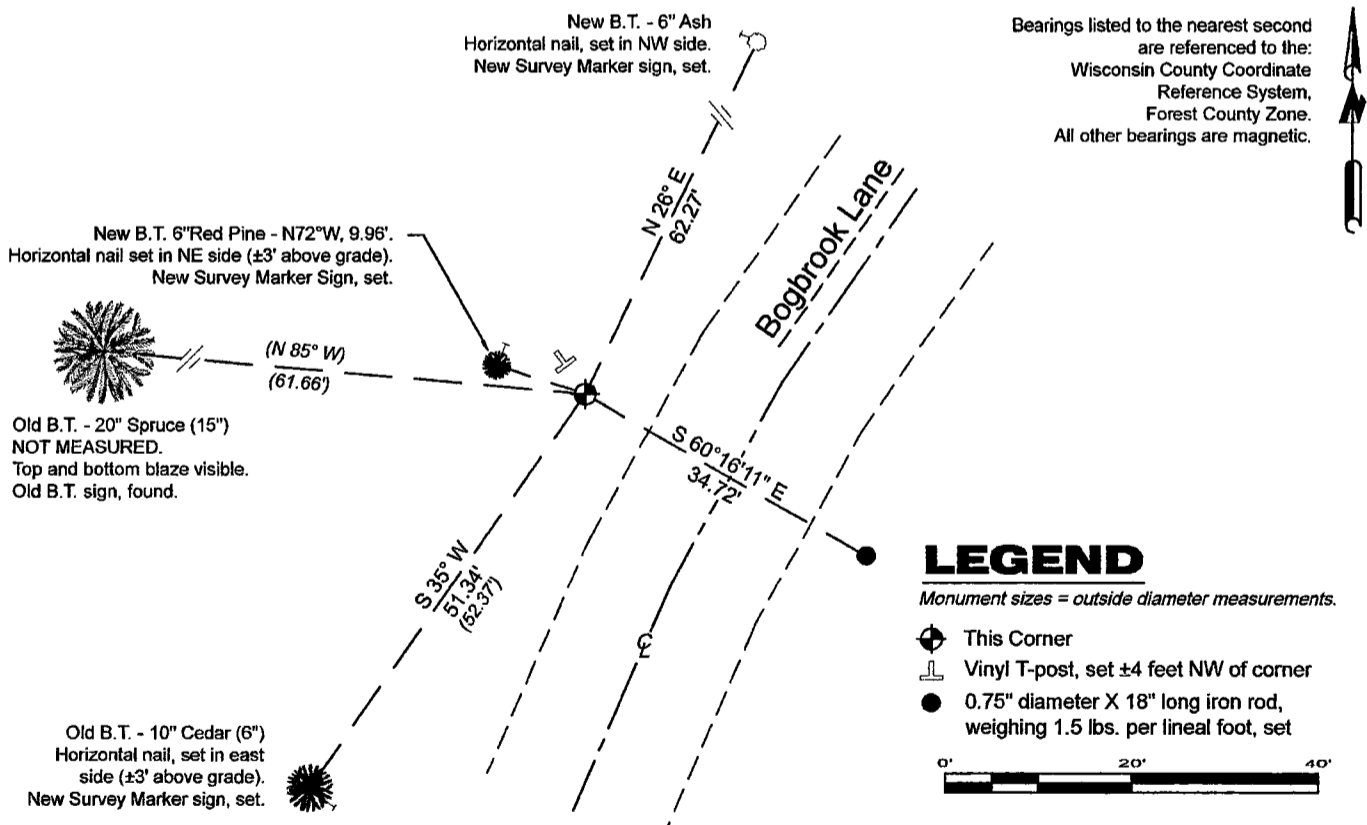 New B.T. - 6" Ash
Horizontal nail, set in NW side.
New Survey Marker sign, set.
Bearings listed to the nearest second
are referenced to the:
Wisconsin County Coordinate
Reference System,
Forest County Zone.
All other bearings are magnetic.
N 26° E
62.27'
Bogbrook Lane
New B.T. 6"Red Pine - N72°W, 9.96'.
Horizontal nail set in NE side (±3' above grade).
New Survey Marker Sign, set.
(N 85° W)
(61.66')
Old B.T. - 20" Spruce (15")
NOT MEASURED.
Top and bottom blaze visible.
Old B.T. sign, found.
S 60°16'11" E
34.72'
S 35° W
51.34'
(52.37')
CL
Old B.T. - 10" Cedar (6")
Horizontal nail, set in east
side (±3' above grade).
New Survey Marker sign, set.
LEGEND
Monument sizes = outside diameter measurements.
This Corner
Vinyl T-post, set ±4 feet NW of corner
0.75" diameter X 18" long iron rod,
weighing 1.5 lbs. per lineal foot, set
0' 20' 40'